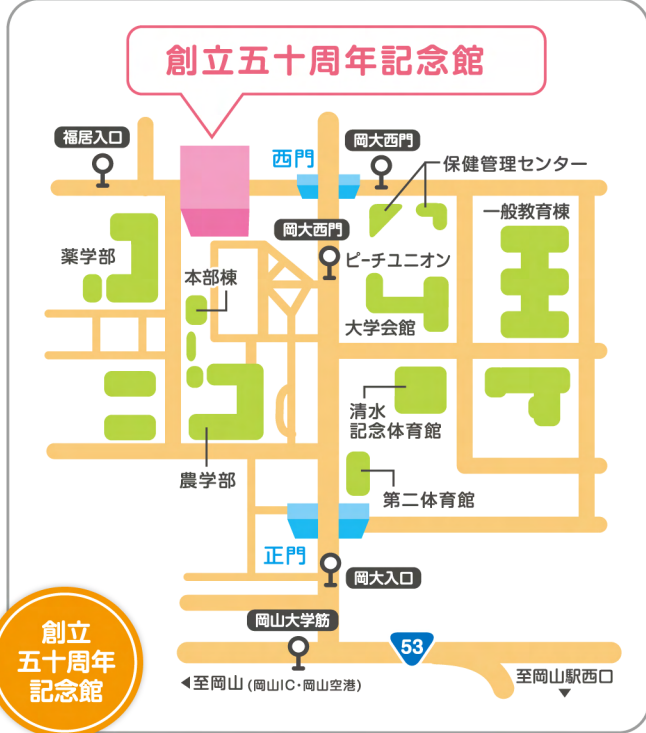 創立五十周年記念館
福居入口
西門
岡大西門
保健管理センター
一般教育棟
岡大西門
薬学部
本部棟
ピーチユニオン
大学会館
清水
記念体育館
農学部
第二体育館
正門
岡大入口
岡山大学筋
53
創立
五十周年
記念館
◀至岡山 (岡山IC・岡山空港)
至岡山駅西口
▼